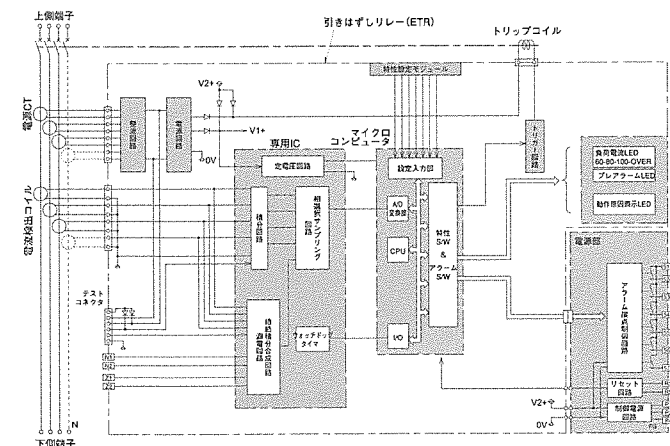 上側端子
引きはずしリレー(ETR)
トリップコイル
特性設定モジュール
V2+
電源CT
整流回路
電源回路
V1+
0V
専用IC
マイクロ
コンピュータ
トリガー回路
定電圧回路
設定入力部
負荷電流LED
60-80-100-OVER
プレアラームLED
動作原因表示LED
電流検出コイル
積分回路
相選択サンプリング
回路
A/O
変換部
CPU
特性
S/W
&
アラーム
S/W
電源部
テスト
コネクタ
ウォッチドッグ
タイマ
I/O
アラーム接点制御回路
リセット
回路
制御電源
回路
V2+
0V
N
下側端子